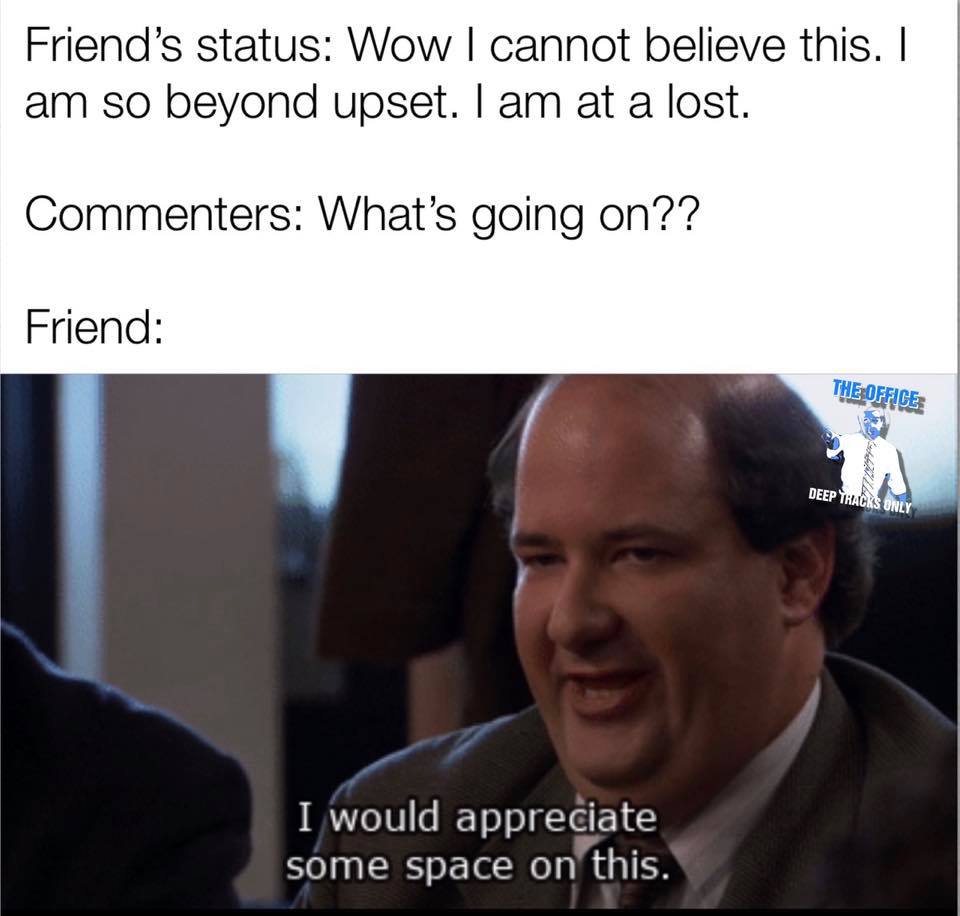 Friend’s status: Wow I cannot believe this. I
am so beyond upset. I am at a lost.
Commenters: What’s going on??
Friend:
THE OFFICE
DEEP TRACKS ONLY
I would appreciate
some space on this.